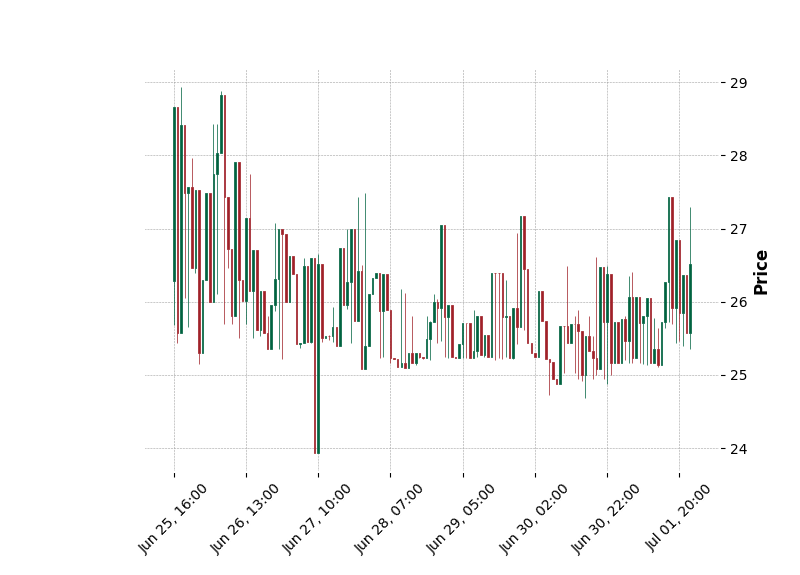 29
28
27
26
25
24
Price
Jun 25, 16:00
Jun 26, 13:00
Jun 27, 10:00
Jun 28, 07:00
Jun 29, 05:00
Jun 30, 02:00
Jun 30, 22:00
Jul 01, 20:00